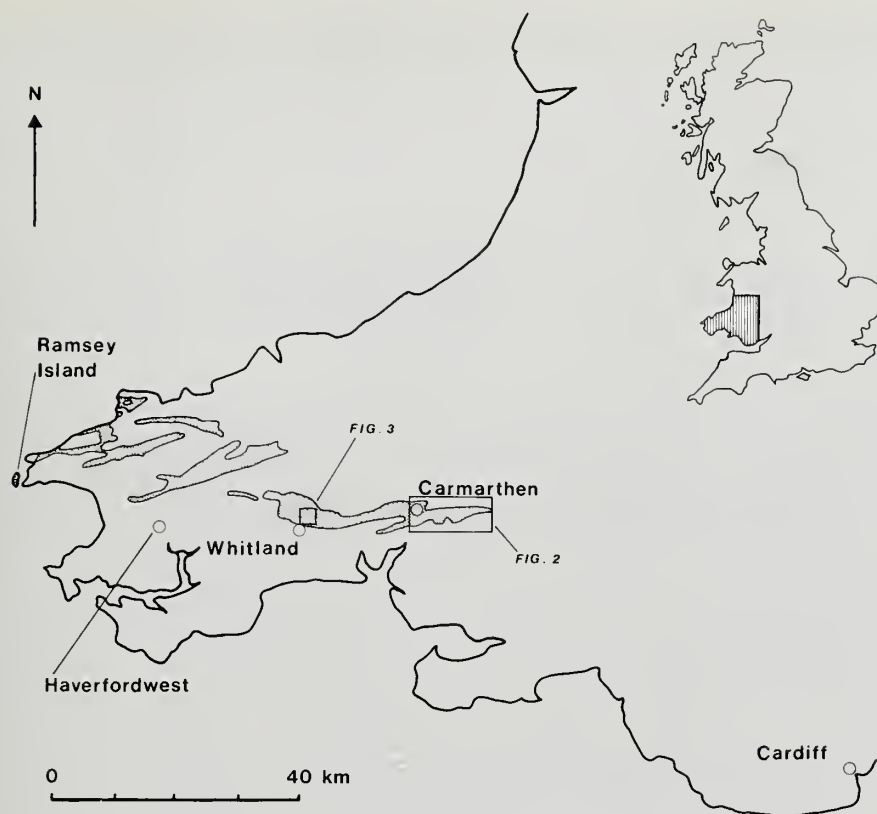 N
Ramsey
Island
FIG. 3
Carmarthen
Whitland
FIG. 2
Haverfordwest
Cardiff
0 40 km